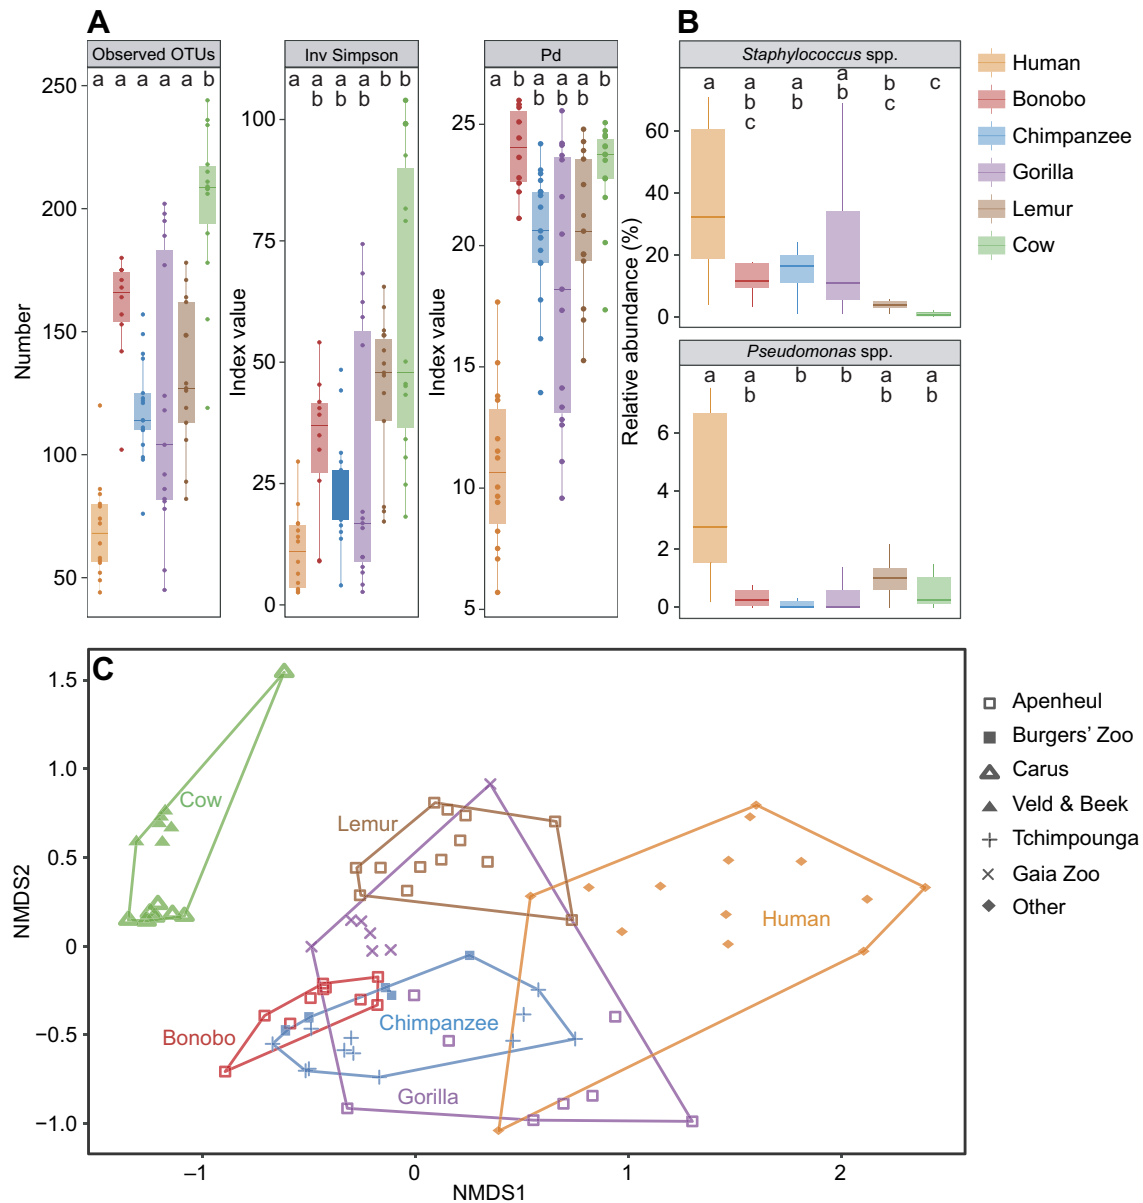 A
B
Observed OTUs
Inv Simpson
Pd
Staphylococcus spp.
a a a a a b
a a a a b b
b b b
a b a a a b
b b b
a a a a b c
b b b c
c
Number
250
200
150
100
50
Index value
100
75
50
25
0
Index value
25
20
15
10
5
Relative abundance (%)
60
40
20
0
Pseudomonas spp.
a a b b a a
b b b
6
4
2
0
Human
Bonobo
Chimpanzee
Gorilla
Lemur
Cow
C
NMDS2
1.5
1.0
0.5
0
−0.5
−1.0
Cow
Lemur
Human
Chimpanzee
Bonobo
Gorilla
−1 0 1 2
NMDS1
Apenheul
Burgers’ Zoo
Carus
Veld & Beek
Tchimpounga
Gaia Zoo
Other